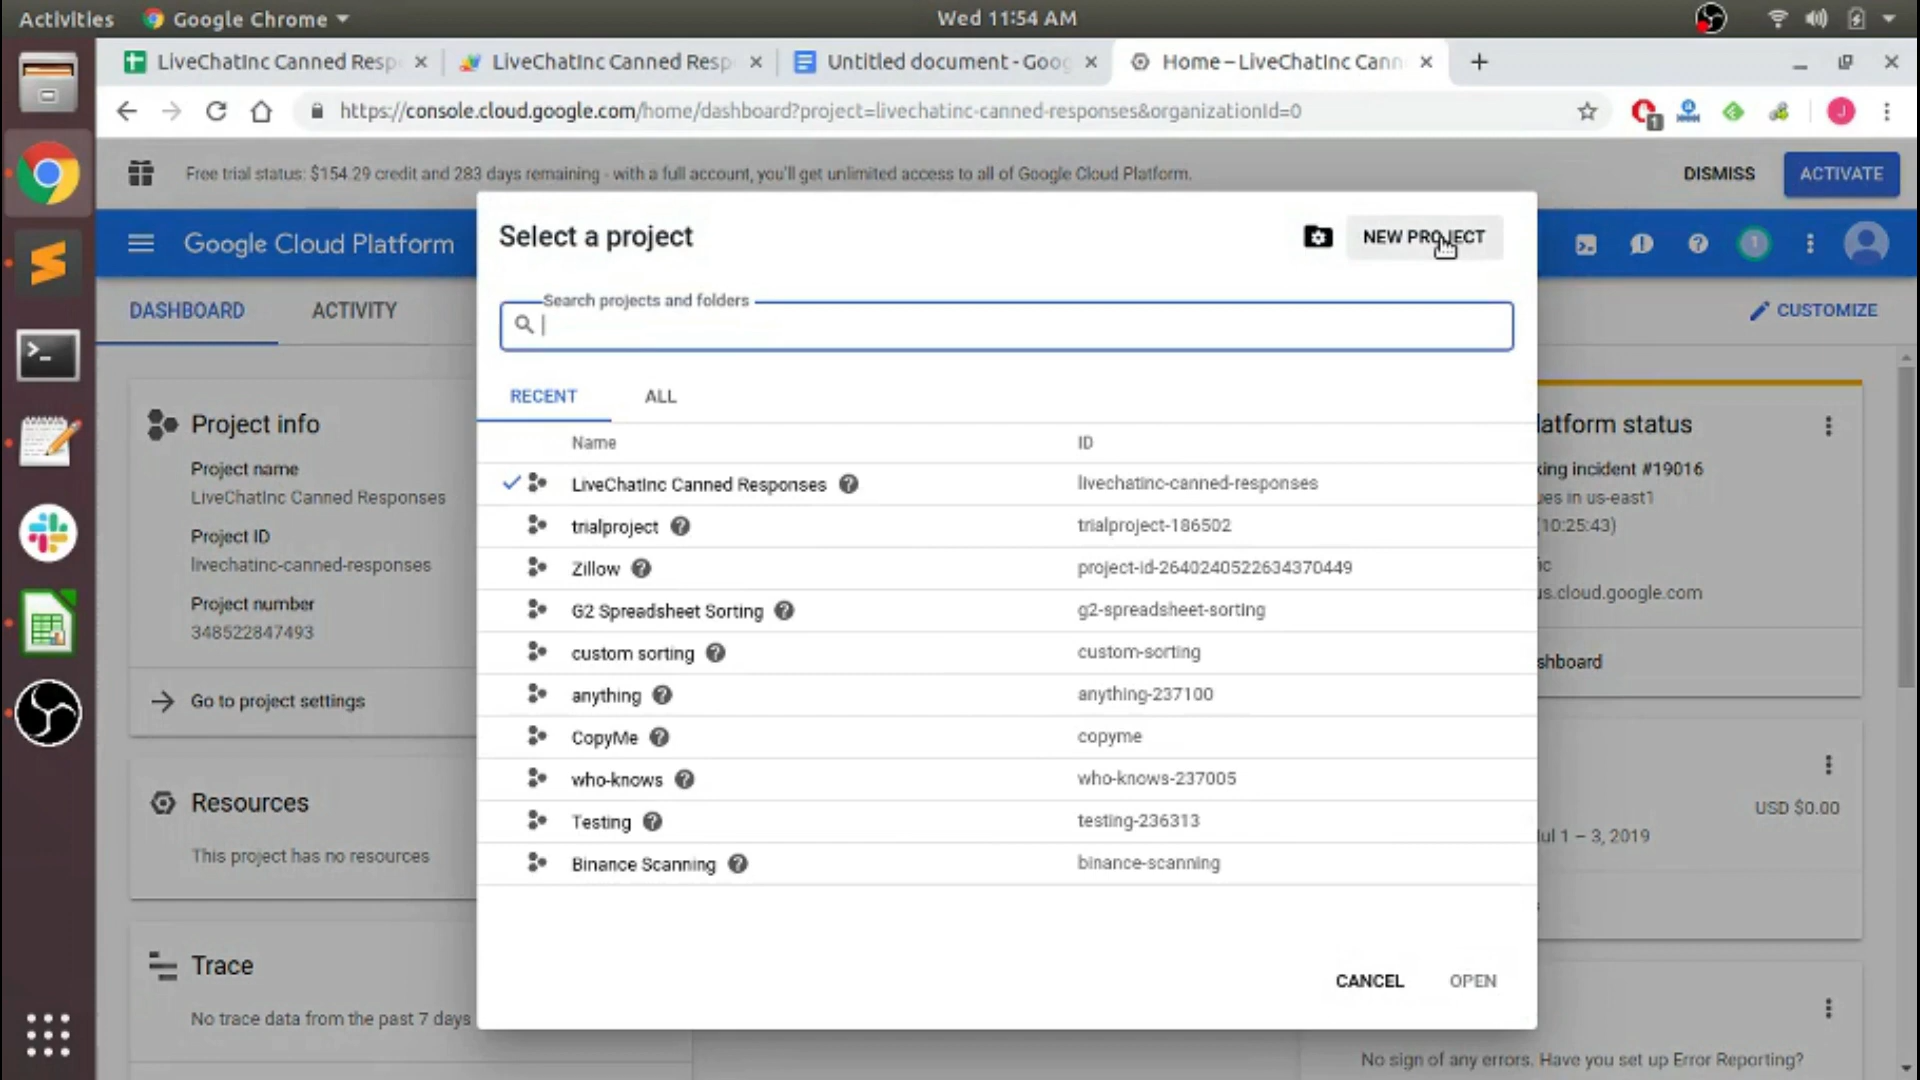 Activities
Google Chrome
Wed 11:54 AM
LiveChatInc Canned Resp
LiveChatInc Canned Resp
Untitled document - Goog
Home – LiveChatInc Cann
https://console.cloud.google.com/home/dashboard?project=livechatinc-canned-responses&organizationId=0
1
J
Free trial status: $154.29 credit and 283 days remaining - with a full account, you'll get unlimited access to all of Google Cloud Platform.
DISMISS
ACTIVATE
Google Cloud Platform
1
DASHBOARD
ACTIVITY
CUSTOMIZE
Select a project
NEW PROJECT
Search projects and folders
RECENT
ALL
Name
ID
LiveChatInc Canned Responses
livechatinc-canned-responses
trialproject
trialproject-186502
Zillow
project-id-2640240522634370449
G2 Spreadsheet Sorting
g2-spreadsheet-sorting
custom sorting
custom-sorting
anything
anything-237100
CopyMe
copyme
who-knows
who-knows-237005
Testing
testing-236313
Binance Scanning
binance-scanning
CANCEL
OPEN
Project info
Project name
LiveChatInc Canned Responses
Project ID
livechatinc-canned-responses
Project number
348522847493
Go to project settings
Resources
This project has no resources
Trace
No trace data from the past 7 days
latform status
king incident #19016
ues in us-east1
(10:25:43)
ic
us.cloud.google.com
shboard
USD $0.00
ul 1 – 3, 2019
No sign of any errors. Have you set up Error Reporting?